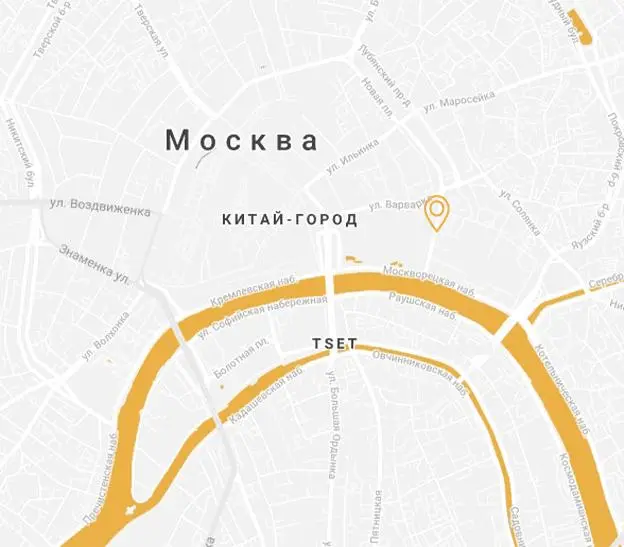 Тверской б-р
Тверская ул.
Лубянский пр-д
Новая пл.
ул. Маросейка
Покровский б-р
Никитский бул.
Москва
ул. Ильинка
ул. Солянка
ул. Воздвиженка
ул. Варварка
КИТАЙ-ГОРОД
Яузский б-р
Знаменка ул.
Кремлевская наб.
Москворецкая наб.
Раушская наб.
ул. Софийская набережная
ул. Волхонка
Болотная пл.
TSET
Овчинниковская наб.
Котельническая наб.
Кадашевская наб.
ул. Большая Ордынка
Пречистенская наб.
Космодамианская
Пятницкая